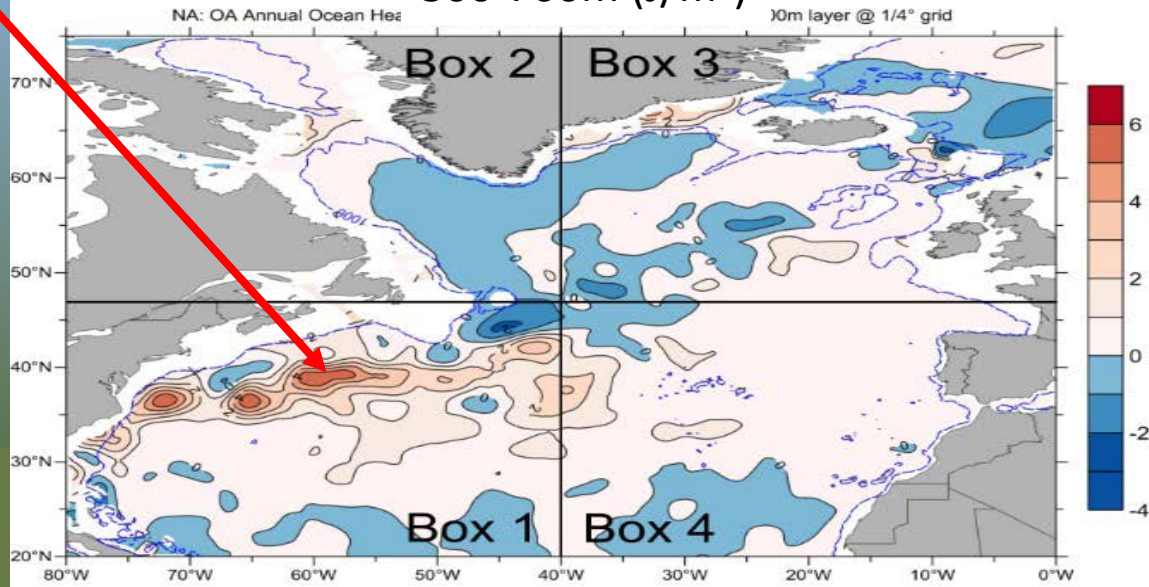 NA: OA Annual Ocean Hea
)0m layer @ 1/4° grid
Box 2
Box 3
70°N
60°N
50°N
40°N
30°N
20°N
1000
Box 1
Box 4
80°W
70°W
60°W
50°W
40°W
30°W
20°W
10°W
0°W
6
4
2
0
-2
-4